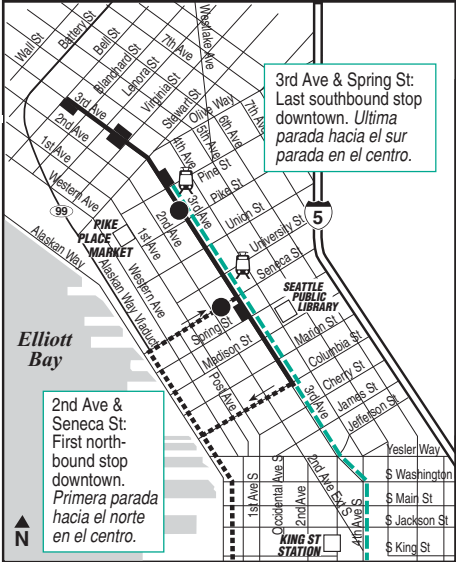 Wall St
Battery St
Bell St
Blanchard St
Lenora St
Virginia St
Stewart St
Olive Way
Westlake Ave
7th Ave
3rd Ave
2nd Ave
1st Ave
Western Ave
4th Ave
5th Ave
6th Ave
7th Ave
3rd Ave & Spring St:
Last southbound stop
downtown. Ultima
parada hacia el sur
parada en el centro.
Pine St
Pike St
3rd Ave
Union St
University St
Seneca St
5
99
Alaskan Way
PIKE
PLACE
MARKET
1st Ave
2nd Ave
Western Ave
Alaskan Way Viaduct
SEATTLE
PUBLIC
LIBRARY
Spring St
Madison St
Marion St
Columbia St
Cherry St
James St
Jefferson St
Post Ave
3rd Ave
Elliott
Bay
2nd Ave &
Seneca St:
First north-
bound stop
downtown.
Primera parada
hacia el norte
en el centro.
Yesler Way
S Washington
S Main St
S Jackson St
S King St
1st Ave S
Occidental Ave S
2nd Ave
2nd Ave Ext S
4th Ave S
KING ST
STATION
N